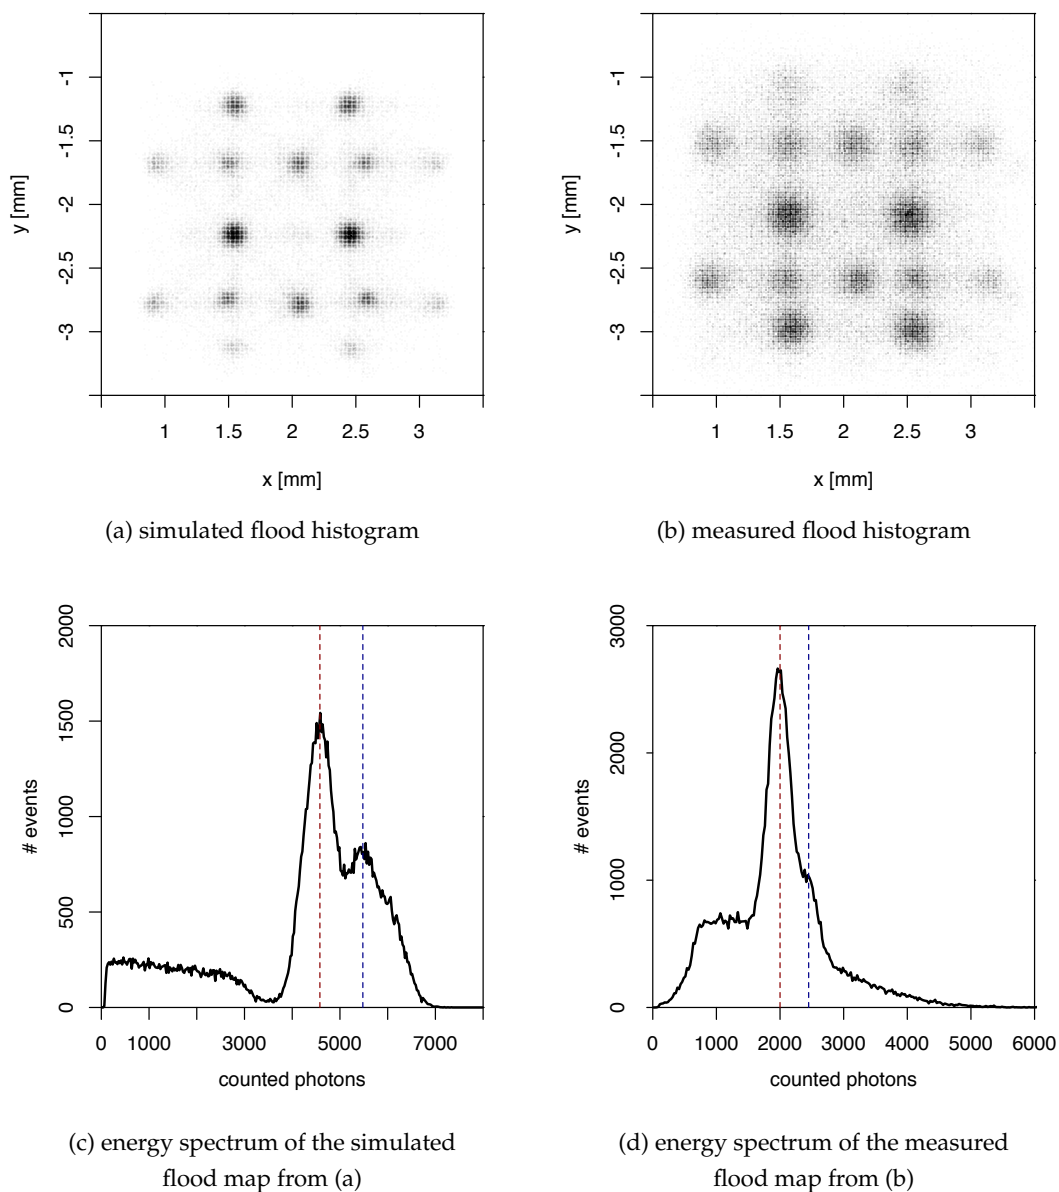 -1
-1.5
-2
-2.5
-3
y [mm]
1
1.5
2
2.5
3
x [mm]
(a) simulated flood histogram
-1
-1.5
-2
-2.5
-3
y [mm]
1
1.5
2
2.5
3
x [mm]
(b) measured flood histogram
2000
1500
1000
500
0
# events
0
1000
3000
5000
7000
counted photons
(c) energy spectrum of the simulated
flood map from (a)
3000
2000
1000
0
# events
0
1000
2000
3000
4000
5000
6000
counted photons
(d) energy spectrum of the measured
flood map from (b)